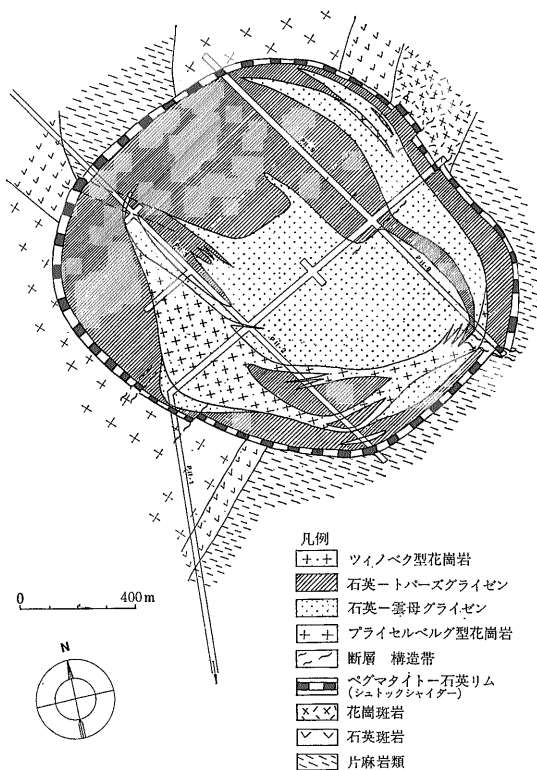 凡例
ツィノベク型花崗岩
石英ートパーズグライゼン
石英ー雲母グライゼン
プライセルベルグ型花崗岩
断層 構造帯
ペグマタイトー石英リム
(シュトックシャイダー)
花崗斑岩
石英斑岩
片麻岩類
0 400m
N